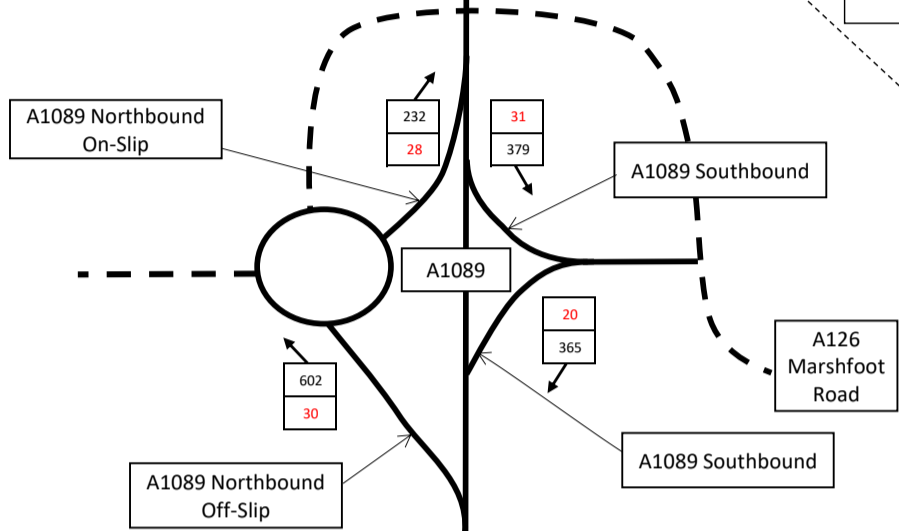 A1089 Northbound
On-Slip
232
28
31
379
A1089 Southbound
A1089
20
365
A126
Marshfoot
Road
602
30
A1089 Northbound
Off-Slip
A1089 Southbound